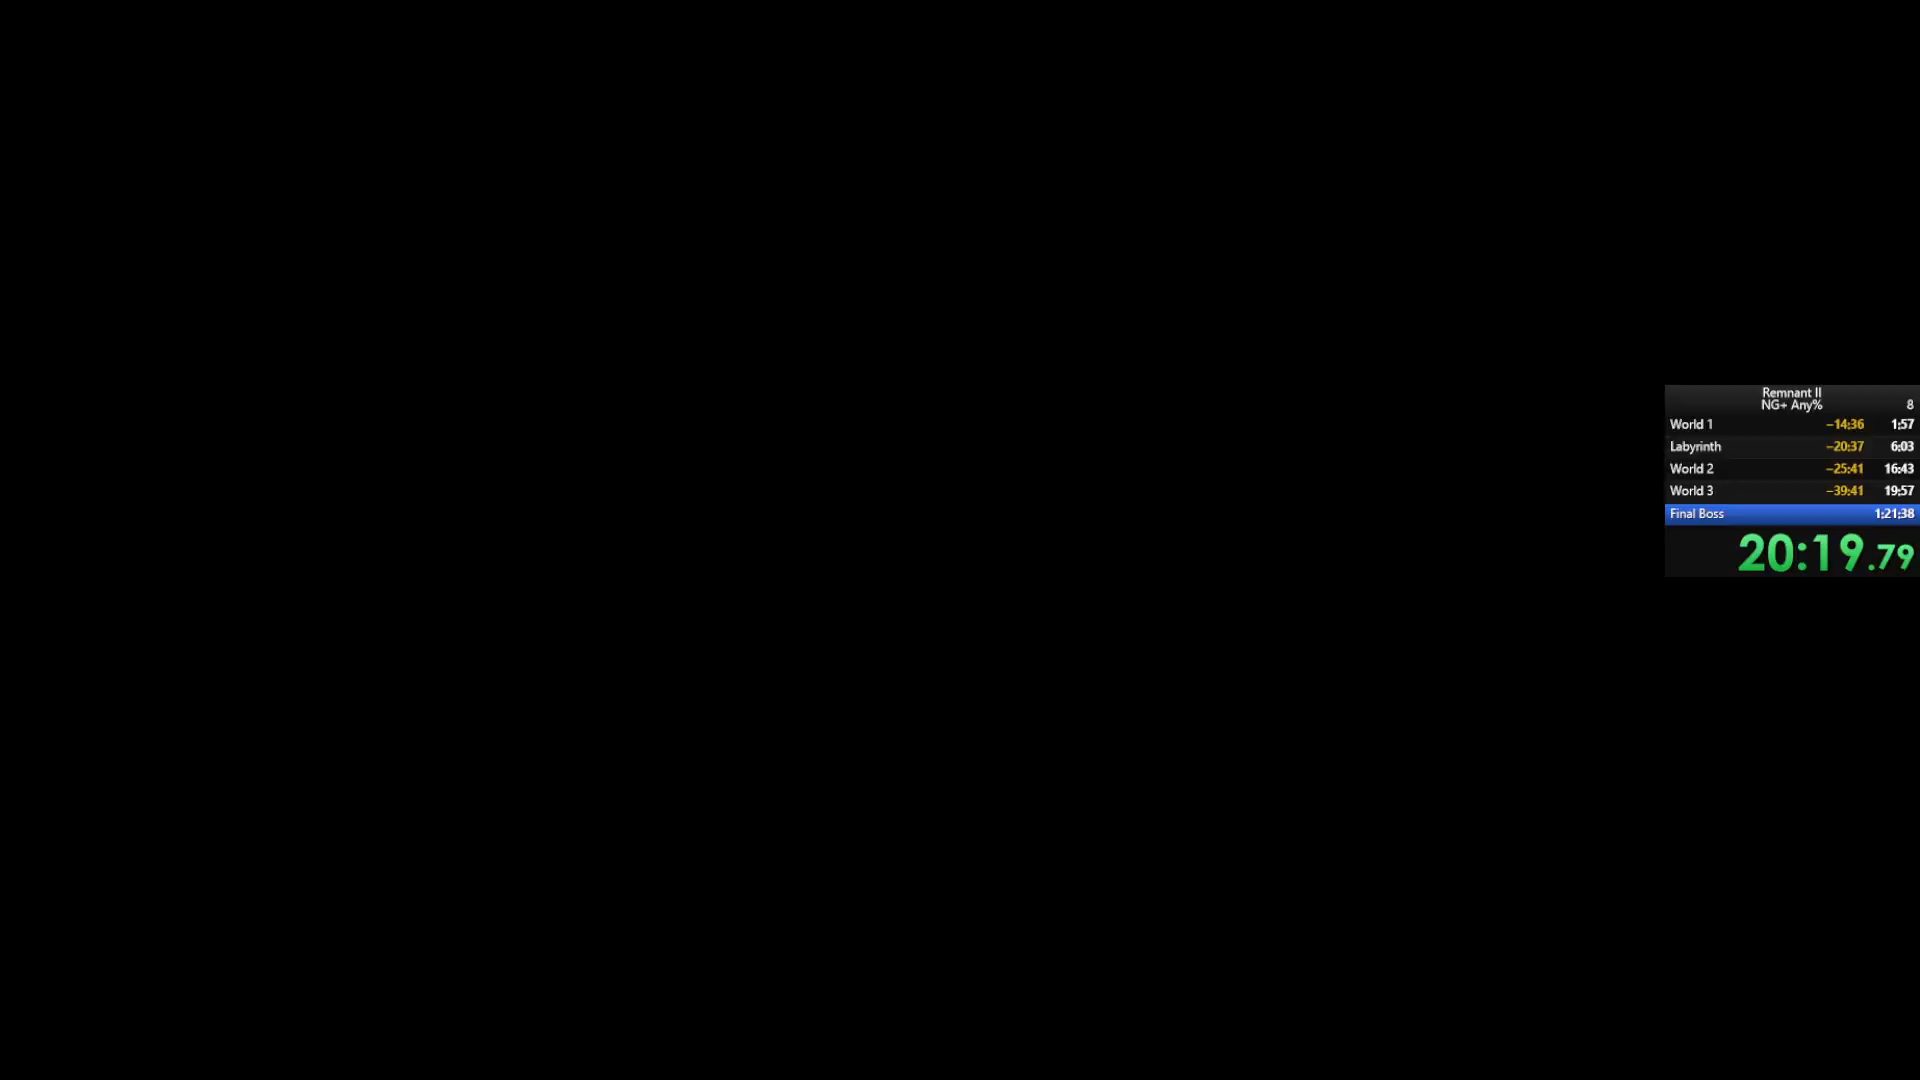 Remnant II
NG+ Any% 8
World 1 −14:36 1:57
Labyrinth −20:37 6:03
World 2 −25:41 16:43
World 3 −39:41 19:57
Final Boss 1:21:38
20:19.79